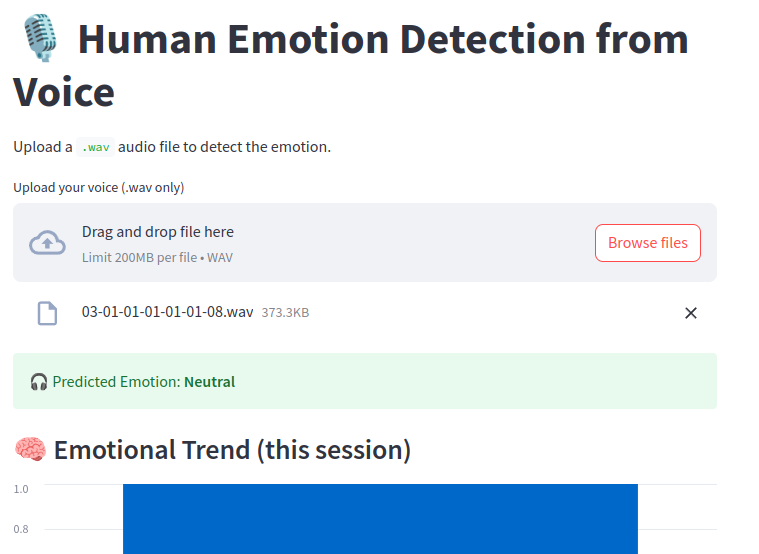 🎙️ Human Emotion Detection from
Voice
Upload a .wav audio file to detect the emotion.
Upload your voice (.wav only)
Drag and drop file here
Limit 200MB per file • WAV
Browse files
03-01-01-01-01-01-08.wav 373.3KB
🎧 Predicted Emotion: Neutral
🧠 Emotional Trend (this session)
1.0
0.8